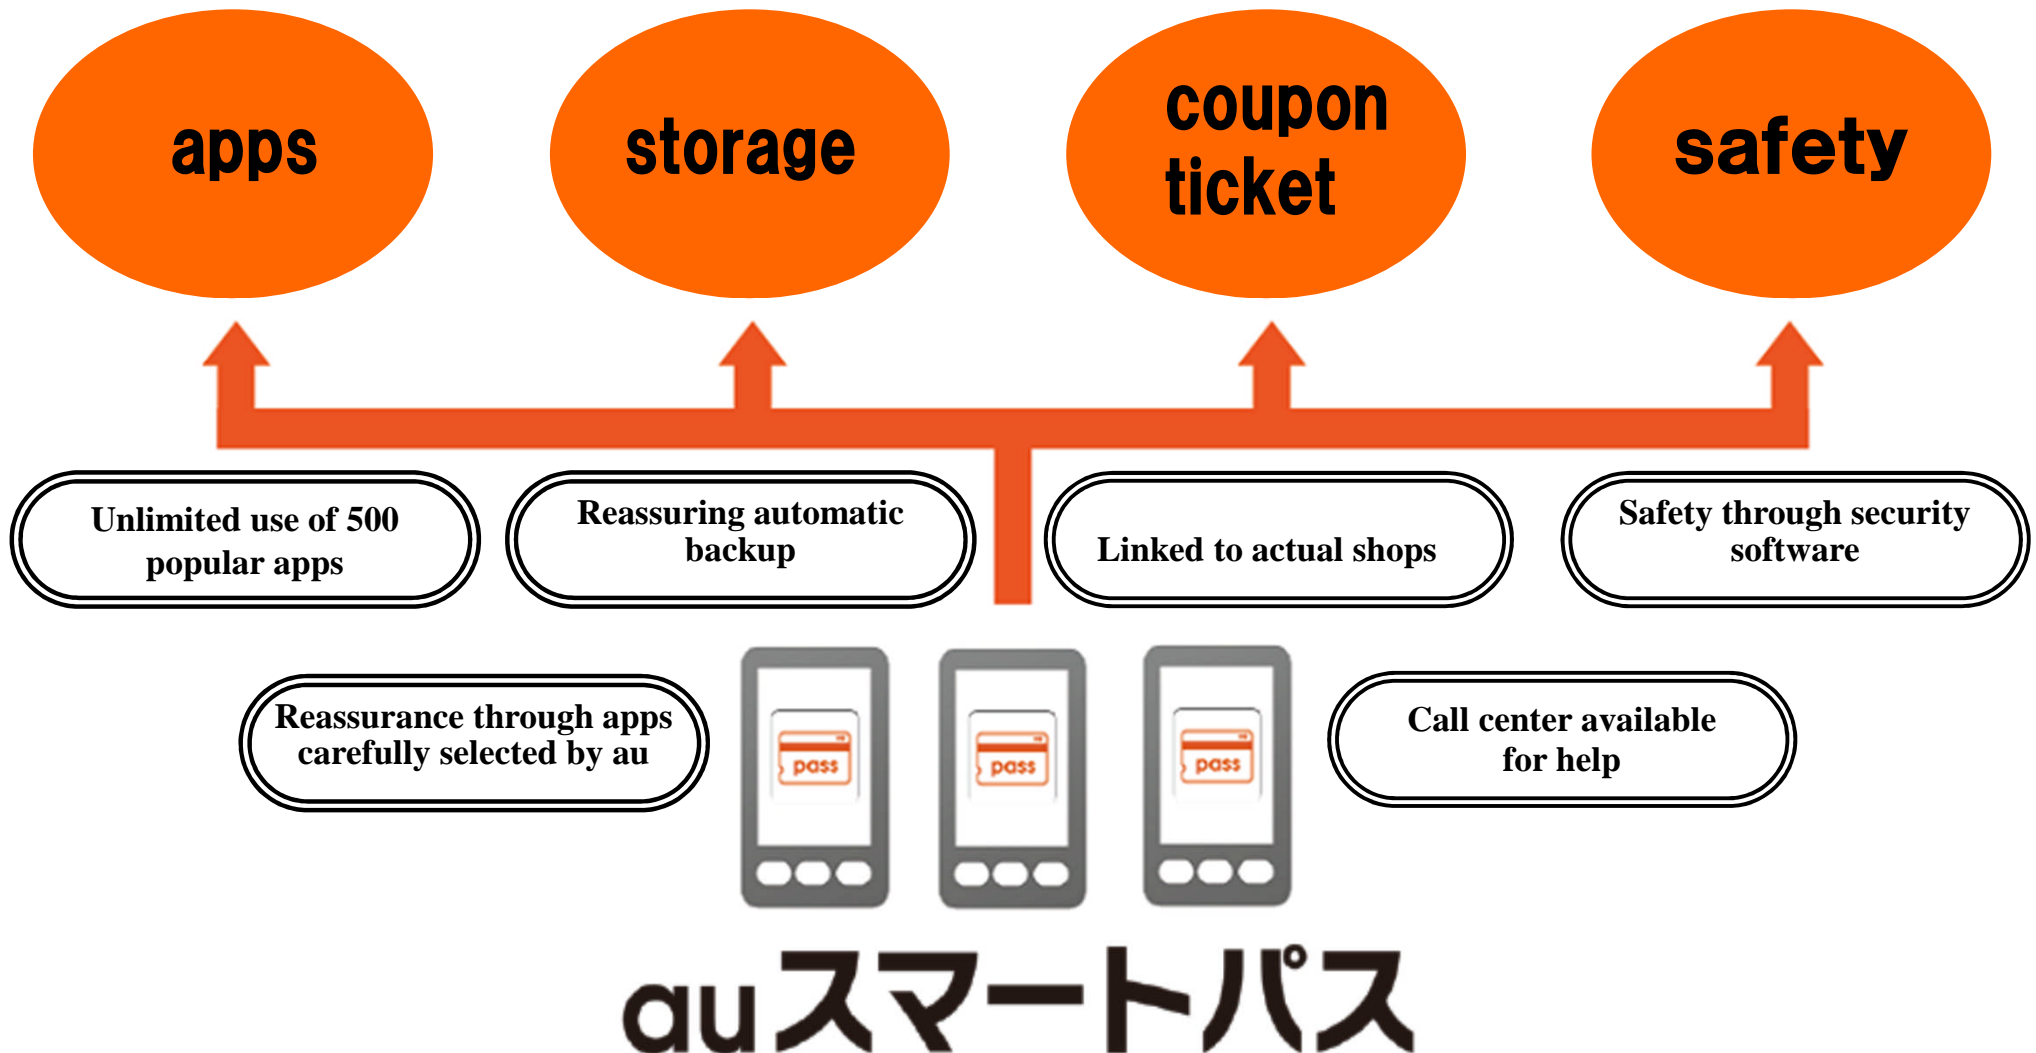 apps
storage
coupon
ticket
safety
Unlimited use of 500
popular apps
Reassuring automatic
backup
Linked to actual shops
Safety through security
software
Reassurance through apps
carefully selected by au
pass
pass
pass
Call center available
for help
auスマートパス